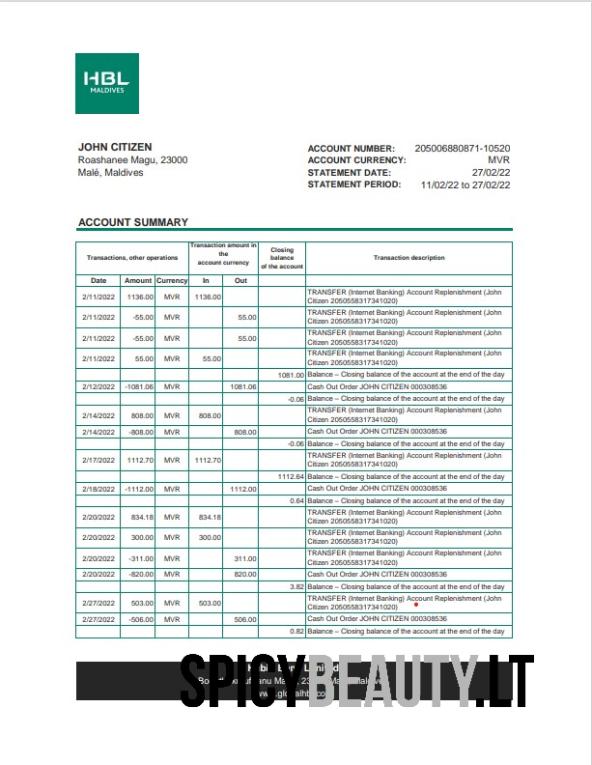 HBL
MALDIVES
JOHN CITIZEN
Roashanee Magu, 23000
Malé, Maldives
ACCOUNT NUMBER: 205006880871-10520
ACCOUNT CURRENCY: MVR
STATEMENT DATE: 27/02/22
STATEMENT PERIOD: 11/02/22 to 27/02/22
ACCOUNT SUMMARY
Transactions, other operations
Transaction amount in
the
account currency
Closing
balance
of the account
Transaction description
Date Amount Currency In Out
2/11/2022 1136.00 MVR 1136.00 TRANSFER (Internet Banking) Account Replenishment (John
Citizen 2050558317341020)
2/11/2022 -55.00 MVR 55.00 TRANSFER (Internet Banking) Account Replenishment (John
Citizen 2050558317341020)
2/11/2022 -55.00 MVR 55.00 TRANSFER (Internet Banking) Account Replenishment (John
Citizen 2050558317341020)
2/11/2022 55.00 MVR 55.00 TRANSFER (Internet Banking) Account Replenishment (John
Citizen 2050558317341020)
1081.00 Balance – Closing balance of the account at the end of the day
2/12/2022 -1081.06 MVR 1081.06 Cash Out Order JOHN CITIZEN 000308536
-0.06 Balance – Closing balance of the account at the end of the day
2/14/2022 808.00 MVR 808.00 TRANSFER (Internet Banking) Account Replenishment (John
Citizen 2050558317341020)
2/14/2022 -808.00 MVR 808.00 Cash Out Order JOHN CITIZEN 000308536
-0.06 Balance – Closing balance of the account at the end of the day
2/17/2022 1112.70 MVR 1112.70 TRANSFER (Internet Banking) Account Replenishment (John
Citizen 2050558317341020)
1112.64 Balance – Closing balance of the account at the end of the day
2/18/2022 -1112.00 MVR 1112.00 Cash Out Order JOHN CITIZEN 000308536
0.64 Balance – Closing balance of the account at the end of the day
2/20/2022 834.18 MVR 834.18 TRANSFER (Internet Banking) Account Replenishment (John
Citizen 2050558317341020)
2/20/2022 300.00 MVR 300.00 TRANSFER (Internet Banking) Account Replenishment (John
Citizen 2050558317341020)
2/20/2022 -311.00 MVR 311.00 TRANSFER (Internet Banking) Account Replenishment (John
Citizen 2050558317341020)
2/20/2022 -820.00 MVR 820.00 Cash Out Order JOHN CITIZEN 000308536
3.82 Balance – Closing balance of the account at the end of the day
2/27/2022 503.00 MVR 503.00 TRANSFER (Internet Banking) Account Replenishment (John
Citizen 2050558317341020)
2/27/2022 -506.00 MVR 506.00 Cash Out Order JOHN CITIZEN 000308536
0.82 Balance – Closing balance of the account at the end of the day
SPICYBEAUTY.LT